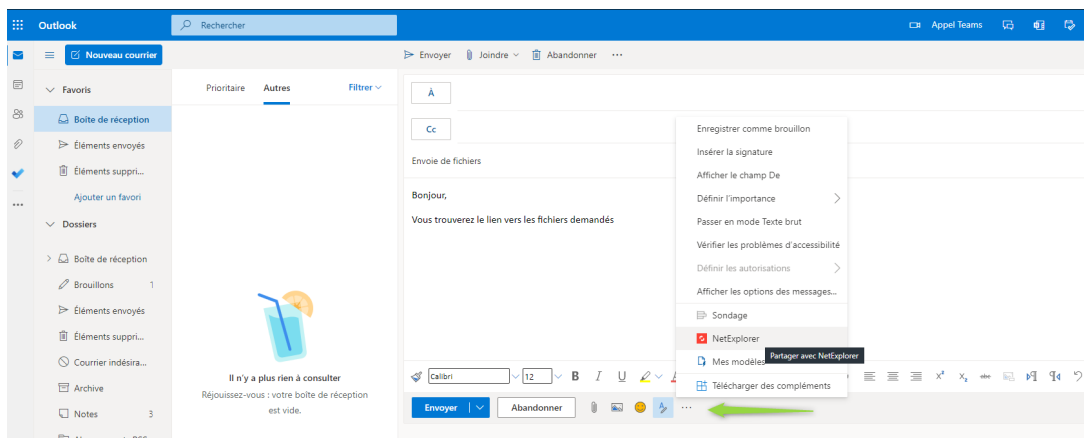 Outlook
Rechercher
Appel Teams
Nouveau courrier
Envoyer
Joindre
Abandonner
Favoris
Boîte de réception
Éléments envoyés
Éléments suppri...
Ajouter un favori
Dossiers
Boîte de réception
Brouillons 1
Éléments envoyés
Éléments suppri...
Courrier indésira...
Archive
Notes 3
Prioritaire Autres Filtrer
Il n'y a plus rien à consulter
Réjouissez-vous : votre boîte de réception
est vide.
À
Cc
Envoie de fichiers
Bonjour,
Vous trouverez le lien vers les fichiers demandés
Enregistrer comme brouillon
Insérer la signature
Afficher le champ De
Définir l'importance
Passer en mode Texte brut
Vérifier les problèmes d'accessibilité
Définir les autorisations
Afficher les options des messages...
Sondage
NetExplorer
Partager avec NetExplorer
Mes modèles
Télécharger des compléments
Calibri 12 B I U
Envoyer Abandonner